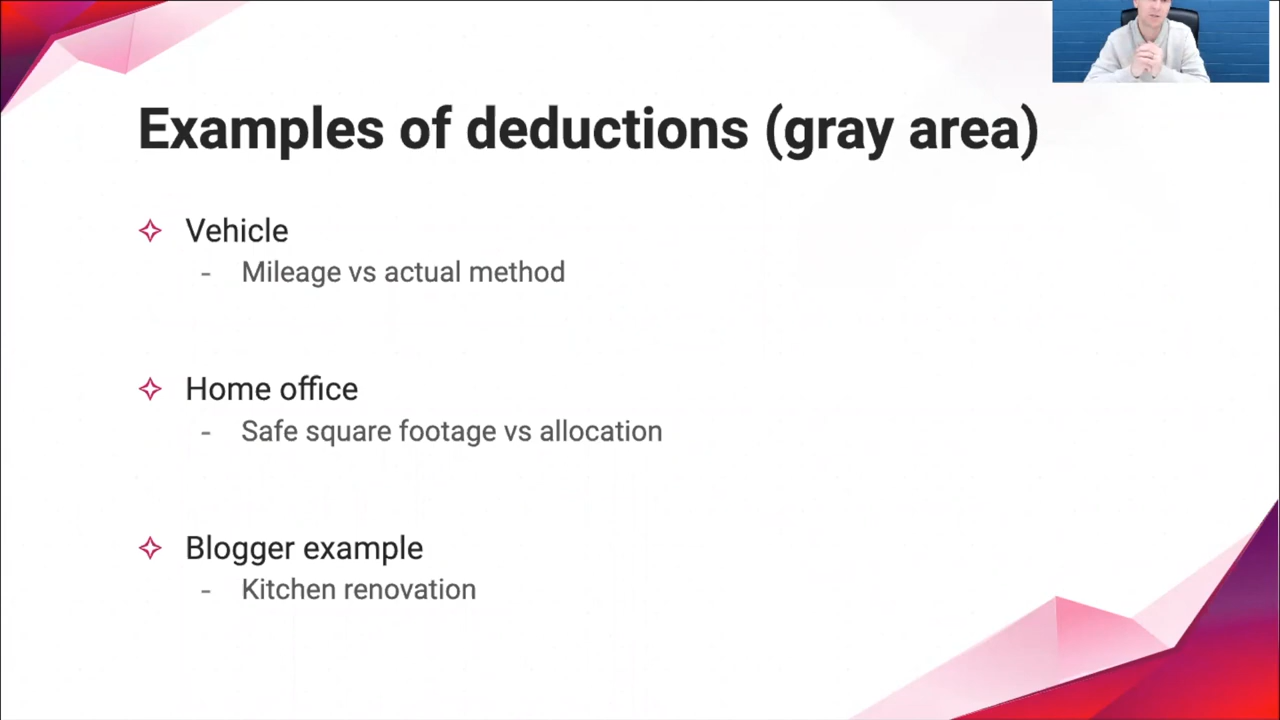 Examples of deductions (gray area)
Vehicle
- Mileage vs actual method
Home office
- Safe square footage vs allocation
Blogger example
- Kitchen renovation